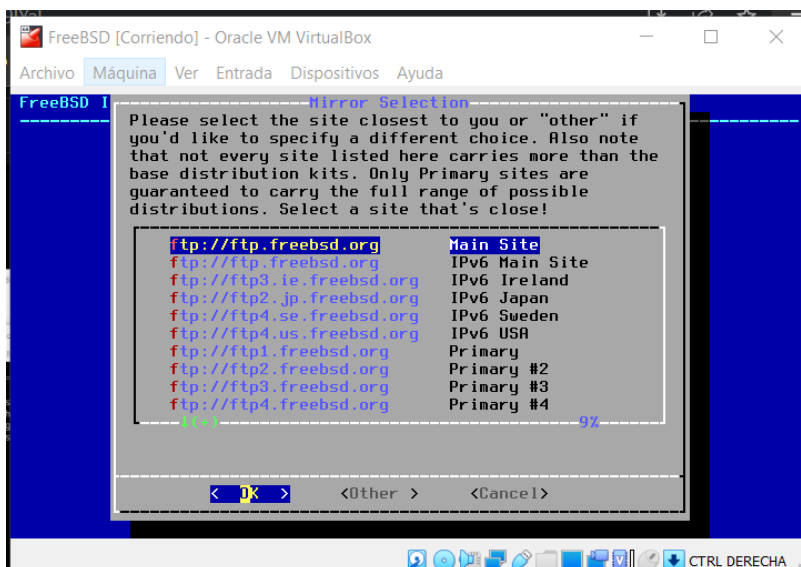 FreeBSD [Corriendo] - Oracle VM VirtualBox
Archivo Máquina Ver Entrada Dispositivos Ayuda
FreeBSD I
Mirror Selection
Please select the site closest to you or "other" if
you'd like to specify a different choice. Also note
that not every site listed here carries more than the
base distribution kits. Only Primary sites are
guaranteed to carry the full range of possible
distributions. Select a site that's close!
ftp://ftp.freebsd.org Main Site
ftp://ftp.freebsd.org IPv6 Main Site
ftp://ftp3.ie.freebsd.org IPv6 Ireland
ftp://ftp2.jp.freebsd.org IPv6 Japan
ftp://ftp4.se.freebsd.org IPv6 Sweden
ftp://ftp4.us.freebsd.org IPv6 USA
ftp://ftp1.freebsd.org Primary
ftp://ftp2.freebsd.org Primary #2
ftp://ftp3.freebsd.org Primary #3
ftp://ftp4.freebsd.org Primary #4
↓(+) 9%
< OK > <Other > <Cancel>
CTRL DERECHA